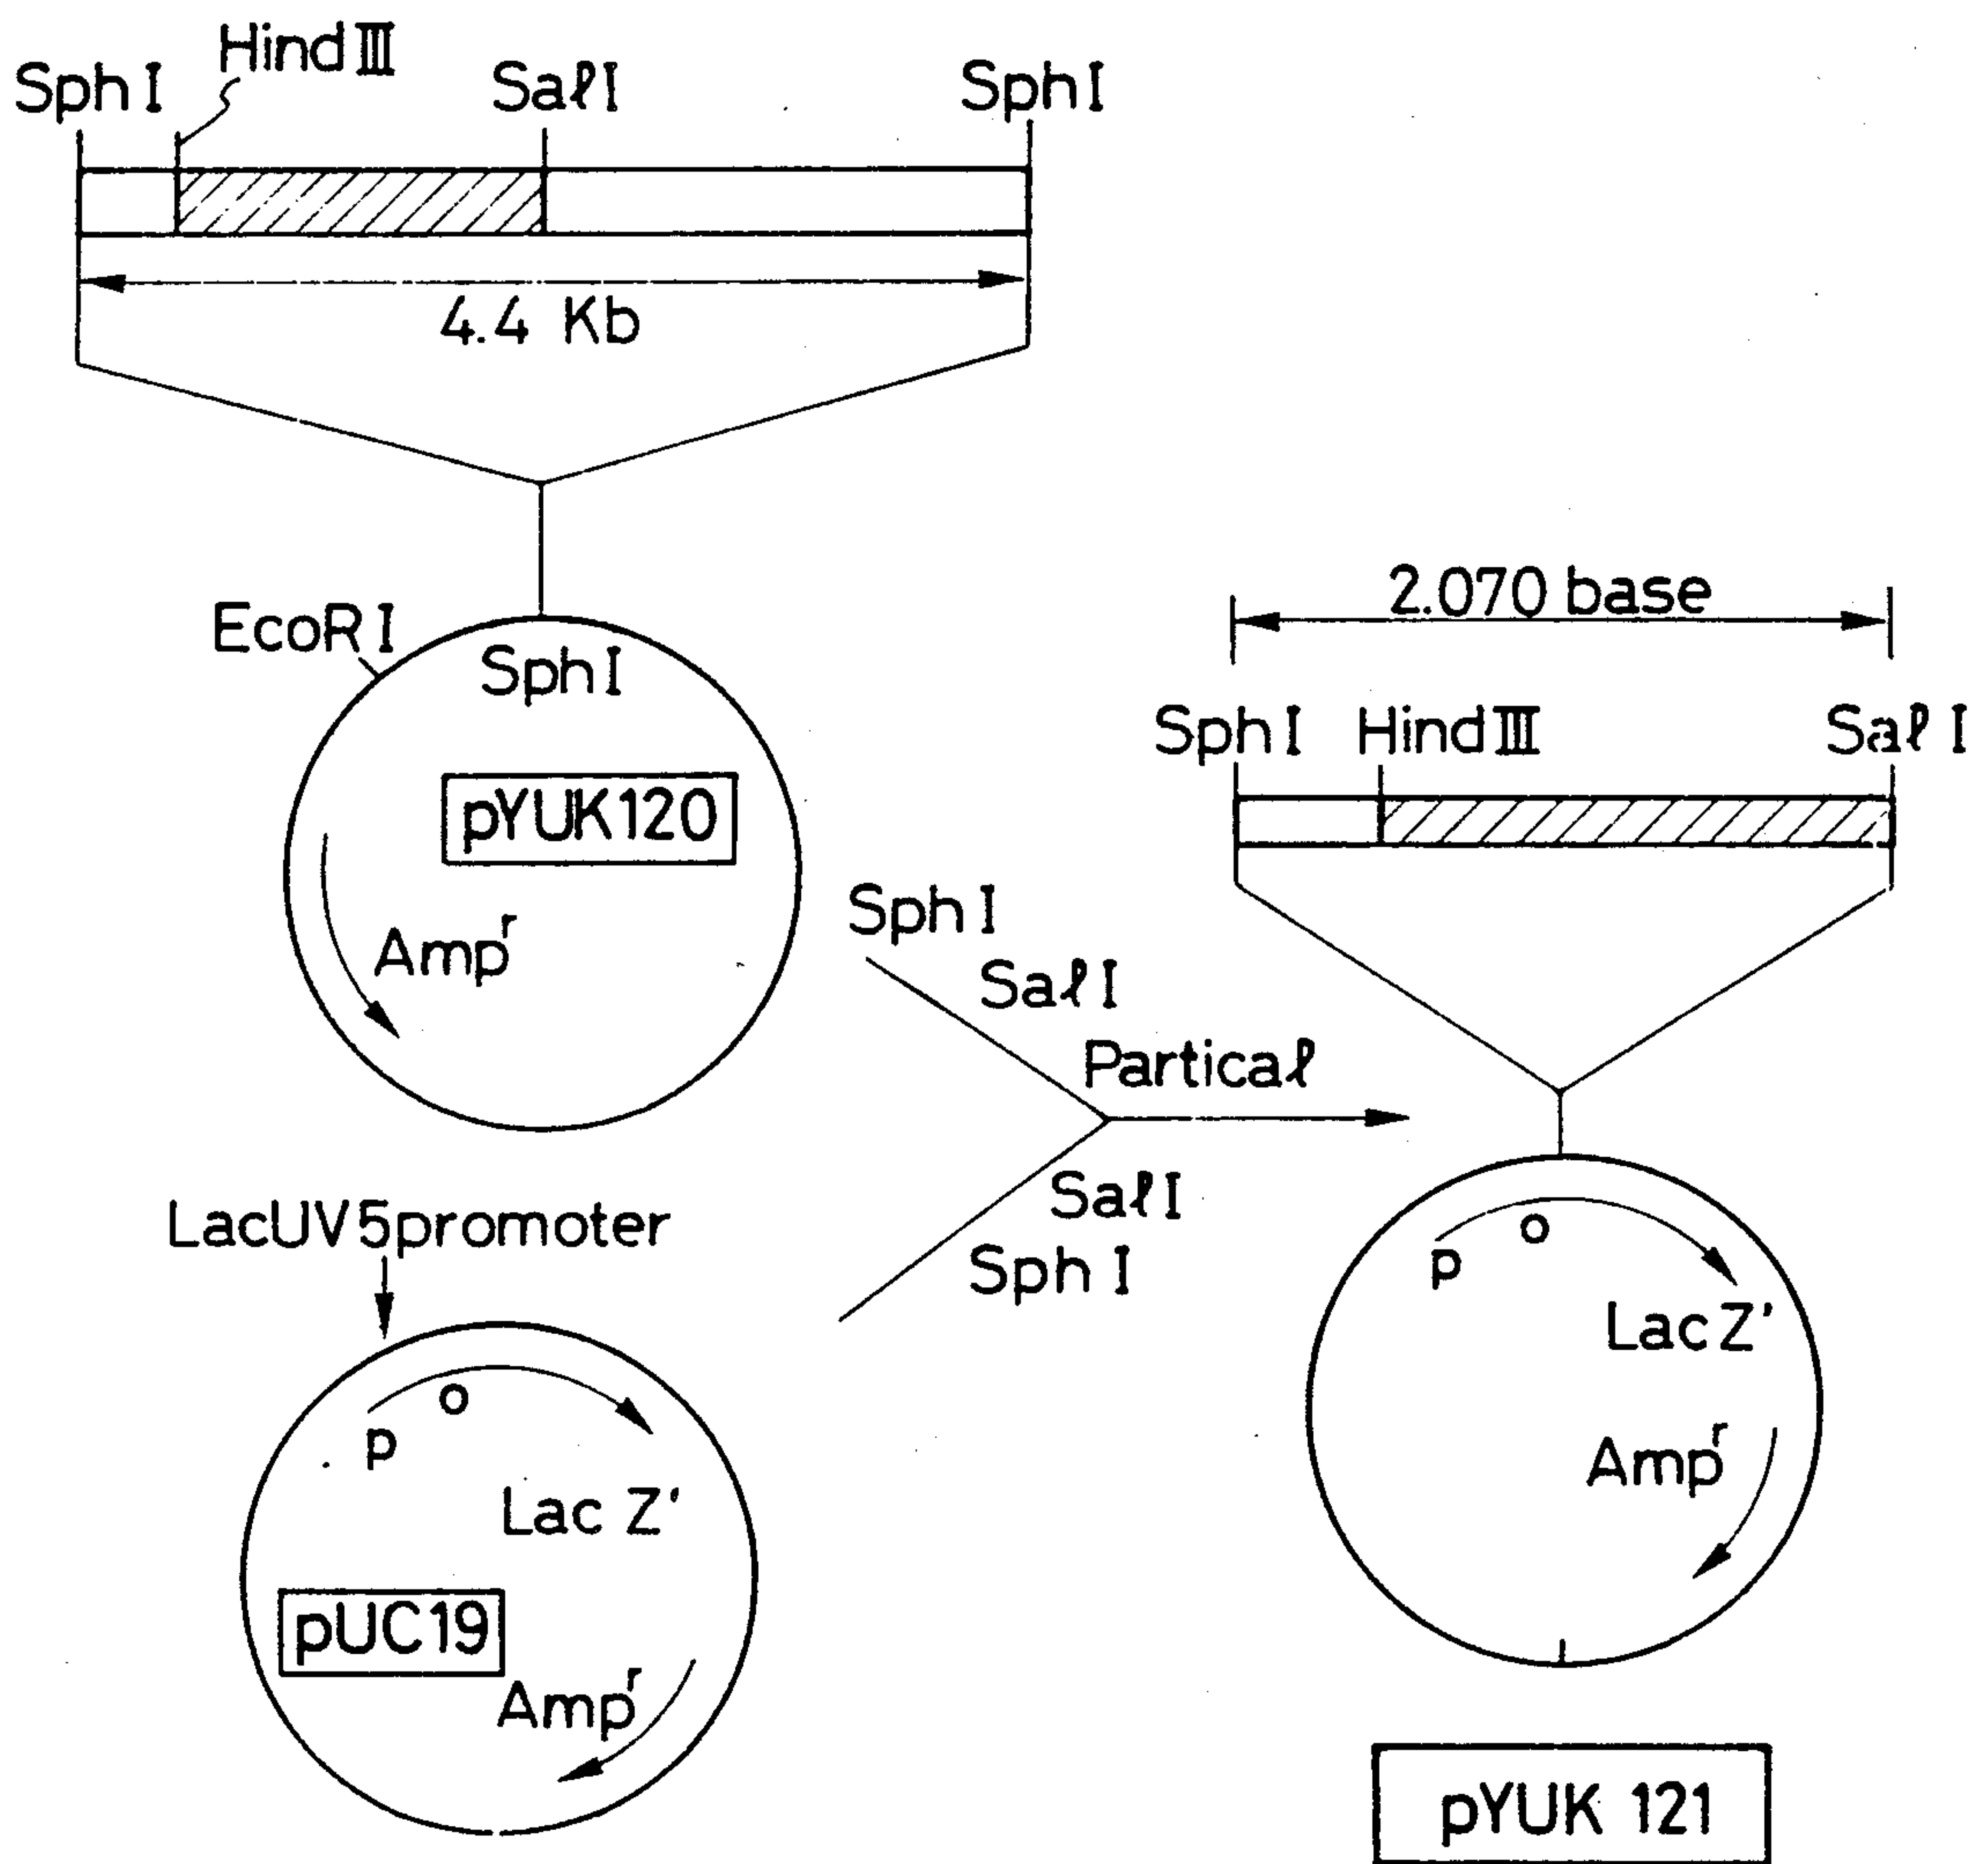 Hind III
Sph I
Sal I
Sph I
4.4 Kb
EcoR I
Sph I
pYUK120
Amp^r
2.070 base
Sph I
Hind III
Sal I
Sph I
Sal I
Partical
Sal I
Sph I
LacUV5promoter
p
o
Lac Z'
pUC19
Amp^r
p
o
Lac Z'
Amp^r
pYUK 121